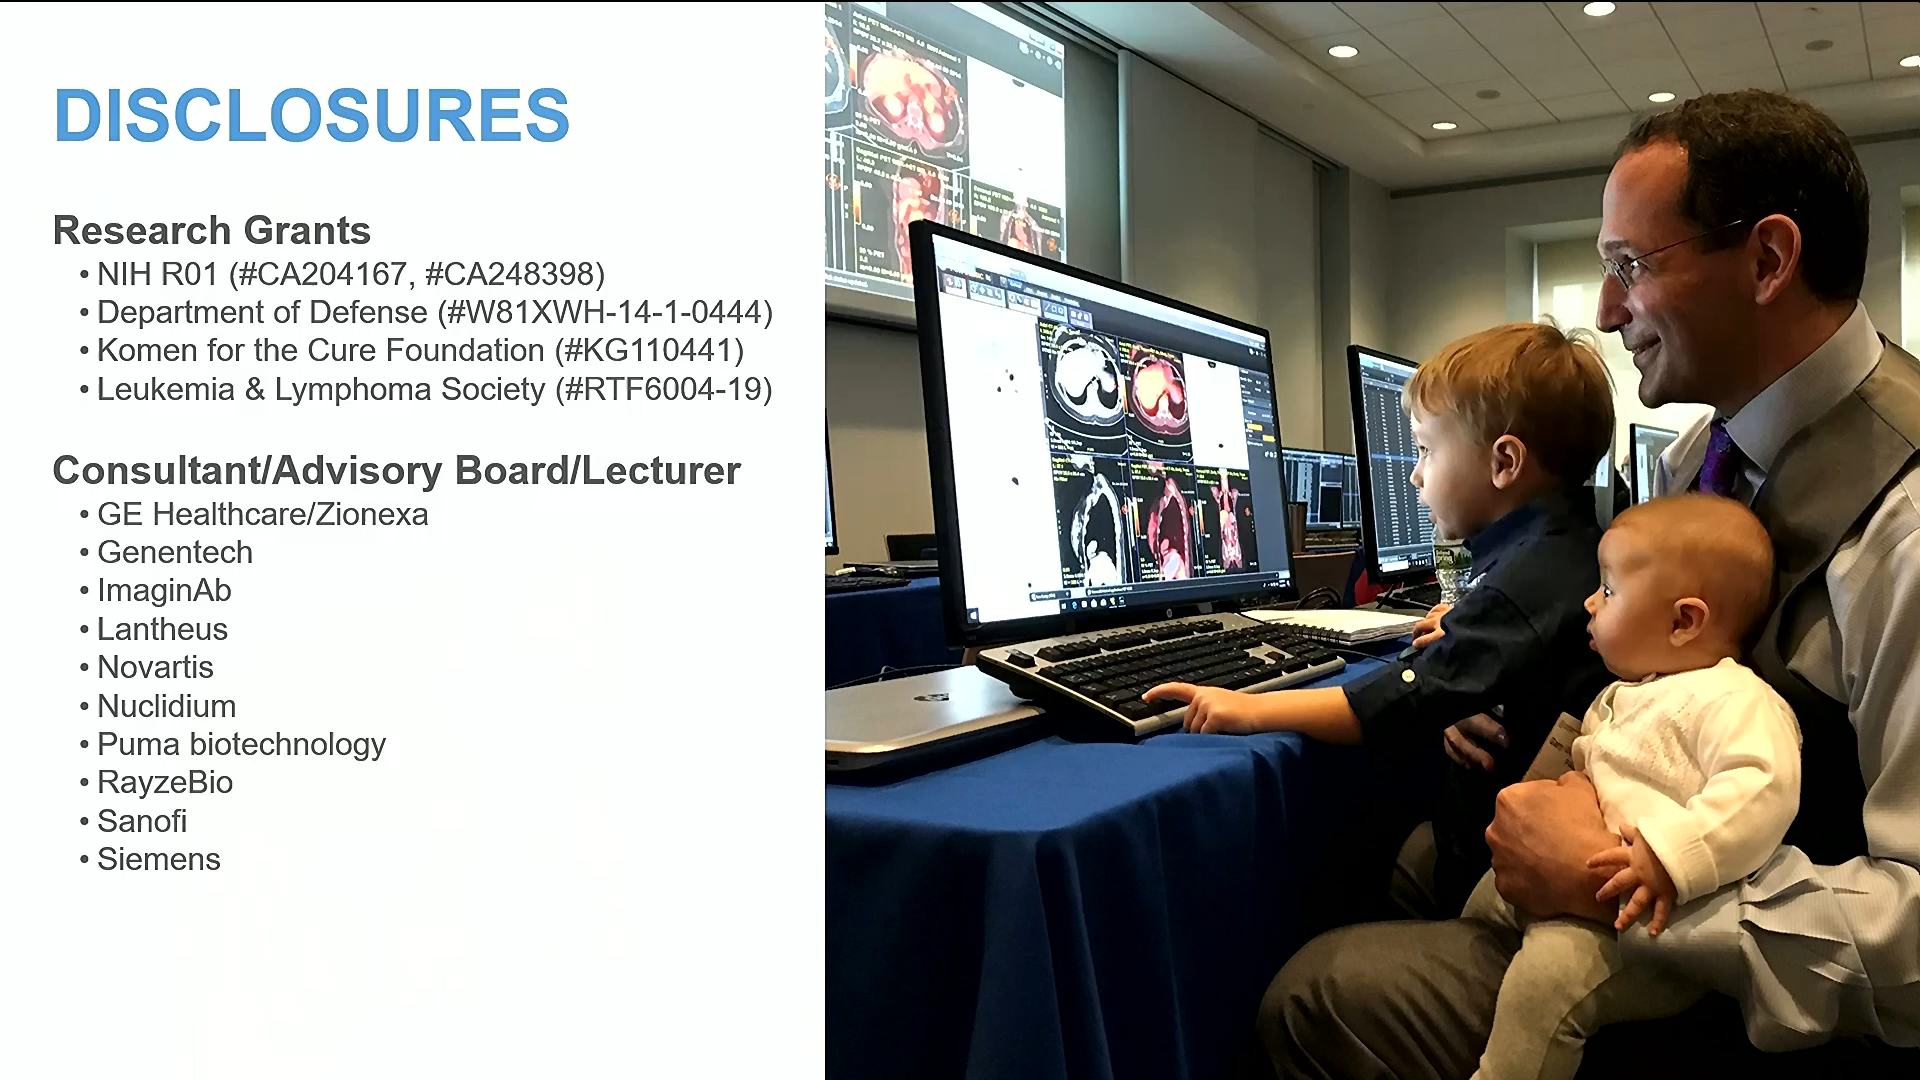 DISCLOSURES
Research Grants
• NIH R01 (#CA204167, #CA248398)
• Department of Defense (#W81XWH-14-1-0444)
• Komen for the Cure Foundation (#KG110441)
• Leukemia & Lymphoma Society (#RTF6004-19)
Consultant/Advisory Board/Lecturer
• GE Healthcare/Zionexa
• Genentech
• ImaginAb
• Lantheus
• Novartis
• Nuclidium
• Puma biotechnology
• RayzeBio
• Sanofi
• Siemens